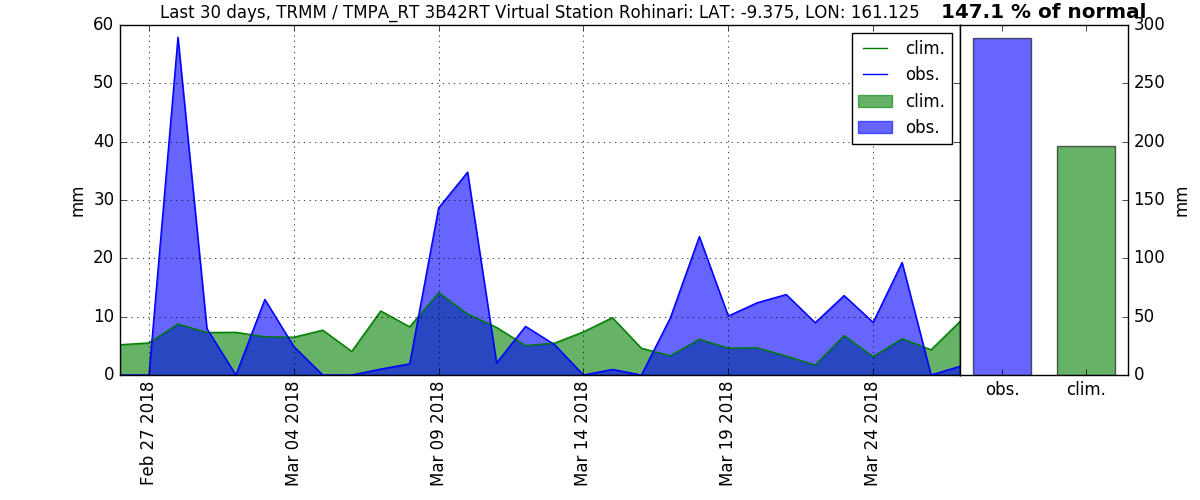 Last 30 days, TRMM / TMPA_RT 3B42RT Virtual Station Rohinari: LAT: -9.375, LON: 161.125
147.1 % of normal
60
50
40
30
20
10
0
mm
clim.
obs.
clim.
obs.
Feb 27 2018
Mar 04 2018
Mar 09 2018
Mar 14 2018
Mar 19 2018
Mar 24 2018
300
250
200
150
100
50
0
mm
obs.
clim.